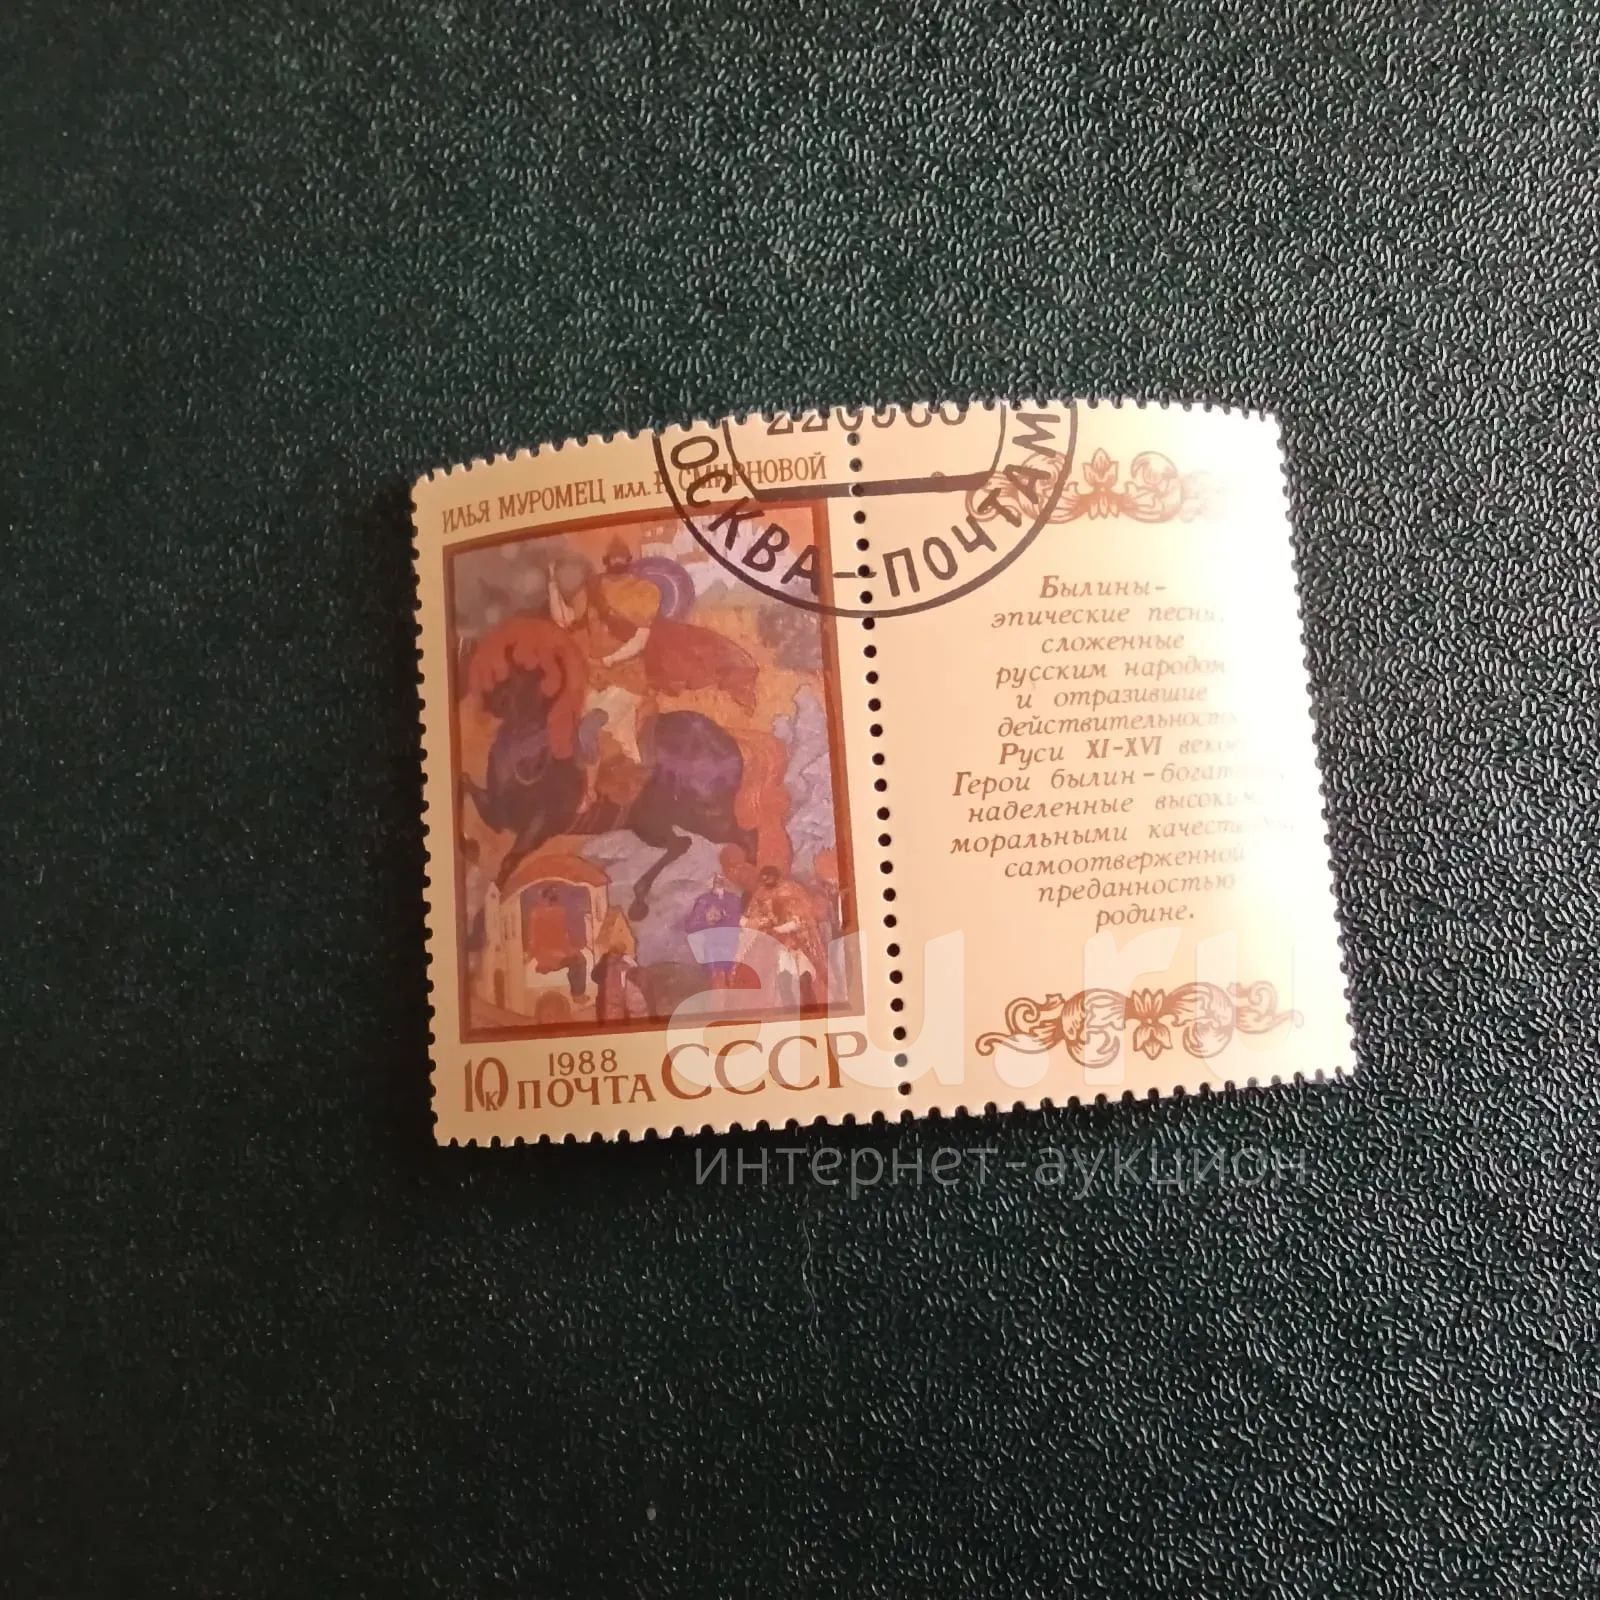 ИЛЬЯ МУРОМЕЦ ИЛЛ. Р. СМИРНОВОЙ
ОСКВА-ПОЧТАМ
10к 1988 ПОЧТА СССР
Былины-
эпические песни,
сложенные
русским народом
и отразившие
действительность
Руси XI-XVI веков.
Герои былин-богатыри
наделенные высокими
моральными качествами,
самоотверженной
преданностью
родине.
au.ru
интернет-аукцион